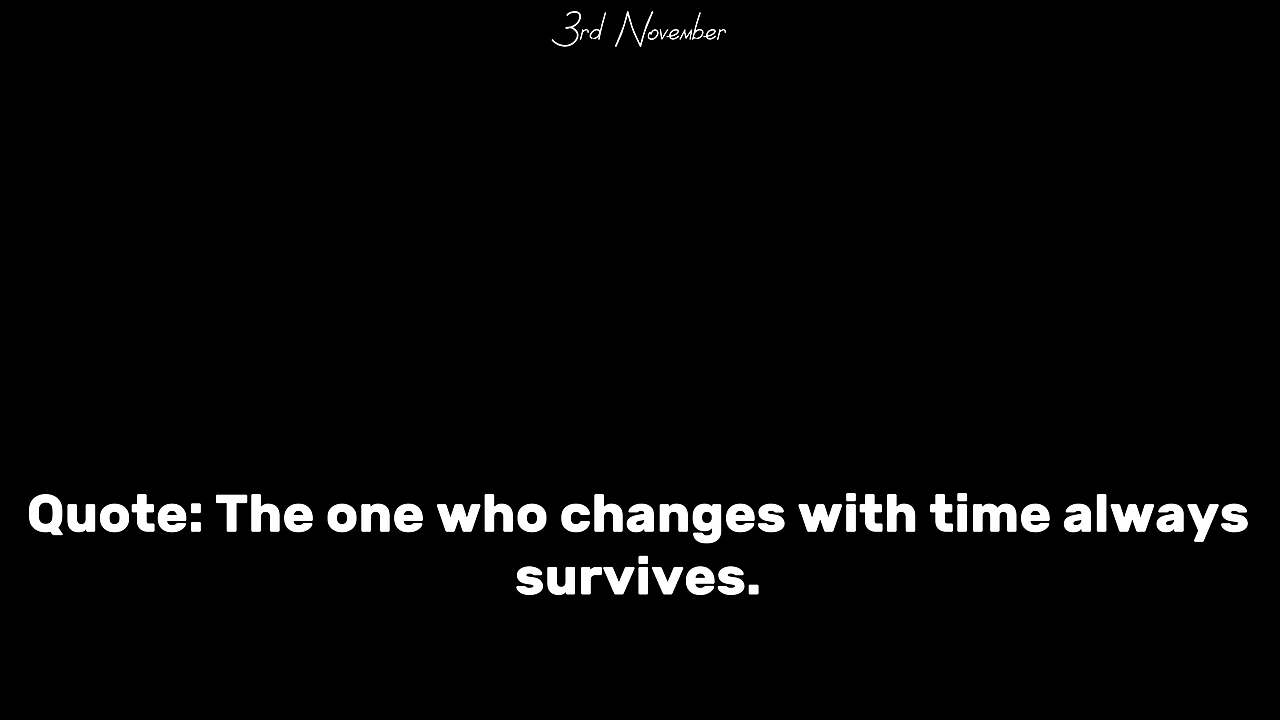 3rd November
Quote: The one who changes with time always
survives.